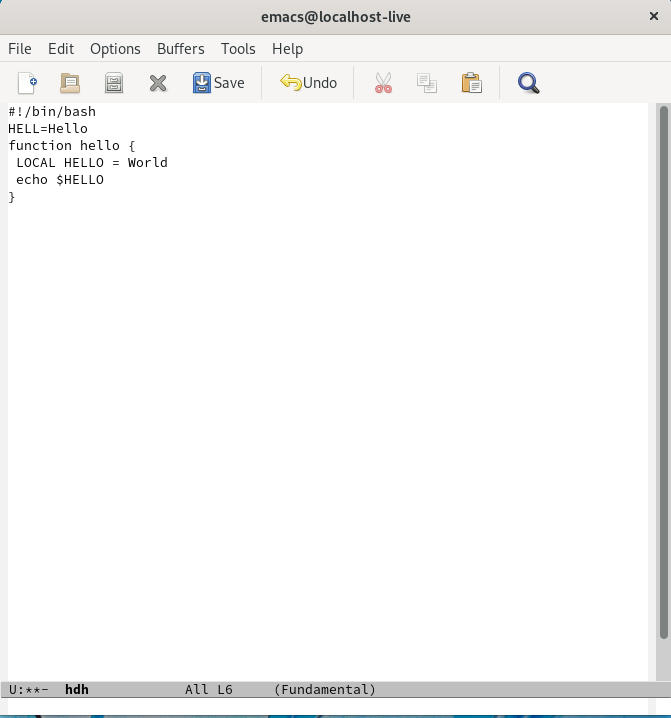 emacs@localhost-live
File Edit Options Buffers Tools Help
Save Undo
#!/bin/bash
HELL=Hello
function hello {
 LOCAL HELLO = World
 echo $HELLO
}
U:**-  hdh            All L6     (Fundamental)